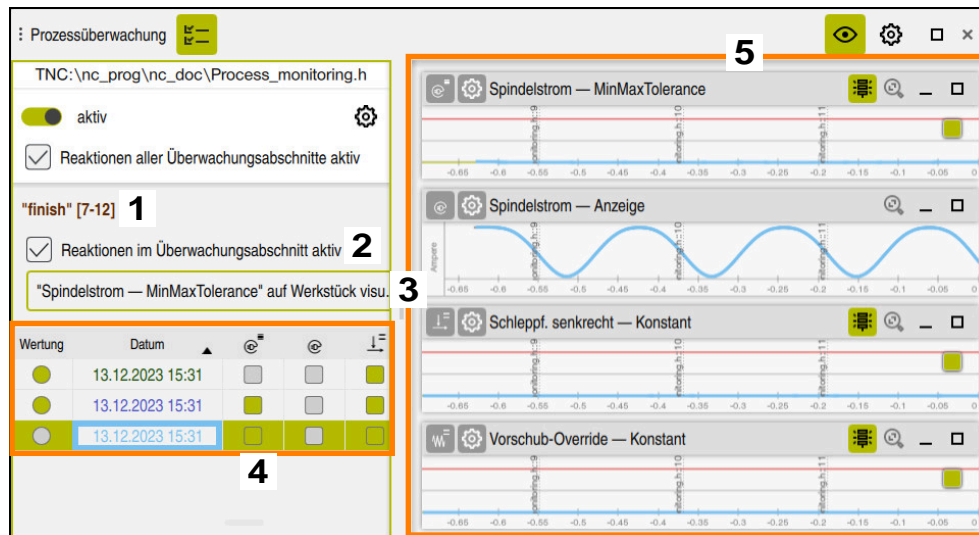 Prozessüberwachung
5
TNC:\nc_prog\nc_doc\Process_monitoring.h
aktiv
Reaktionen aller Überwachungsabschnitte aktiv
"finish" [7-12] 1
Reaktionen im Überwachungsabschnitt aktiv 2
"Spindelstrom — MinMaxTolerance" auf Werkstück visu. 3
Wertung Datum
13.12.2023 15:31
13.12.2023 15:31
13.12.2023 15:31
4
Spindelstrom — MinMaxTolerance
-0.65 -0.6 -0.55 -0.5 -0.45 -0.4 -0.35 -0.3 -0.25 -0.2 -0.15 -0.1 -0.05 0
Spindelstrom — Anzeige
Ampere
-0.65 -0.6 -0.55 -0.5 -0.45 -0.4 -0.35 -0.3 -0.25 -0.2 -0.15 -0.1 -0.05 0
Schleppf. senkrecht — Konstant
-0.65 -0.6 -0.55 -0.5 -0.45 -0.4 -0.35 -0.3 -0.25 -0.2 -0.15 -0.1 -0.05 0
Vorschub-Override — Konstant
-0.65 -0.6 -0.55 -0.5 -0.45 -0.4 -0.35 -0.3 -0.25 -0.2 -0.15 -0.1 -0.05 0